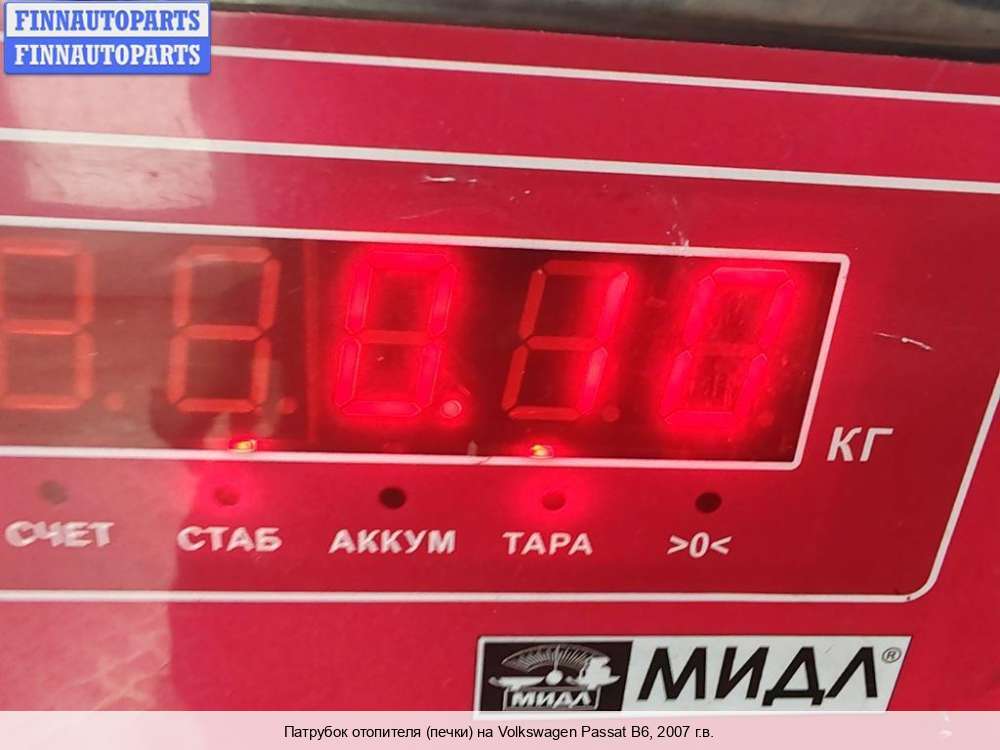 FINNAUTOPARTS
FINNAUTOPARTS
0.10
КГ
СЧЕТ СТАБ АККУМ ТАРА >0<
МИДЛ МИДЛ®
Патрубок отопителя (печки) на Volkswagen Passat B6, 2007 г.в.